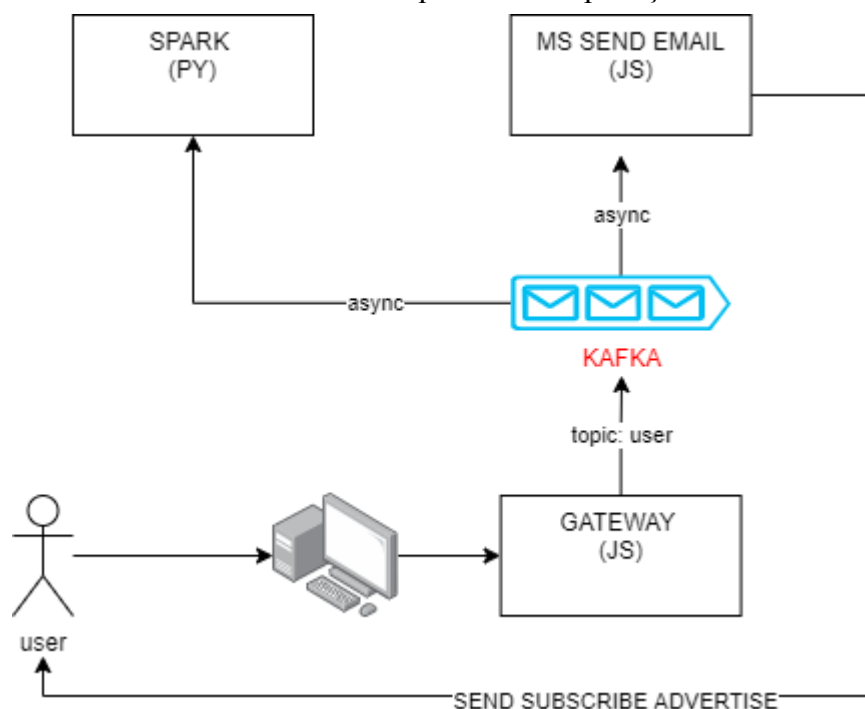 SPARK
(PY)
MS SEND EMAIL
(JS)
async
async
KAFKA
topic: user
GATEWAY
(JS)
user
SEND SUBSCRIBE ADVERTISE